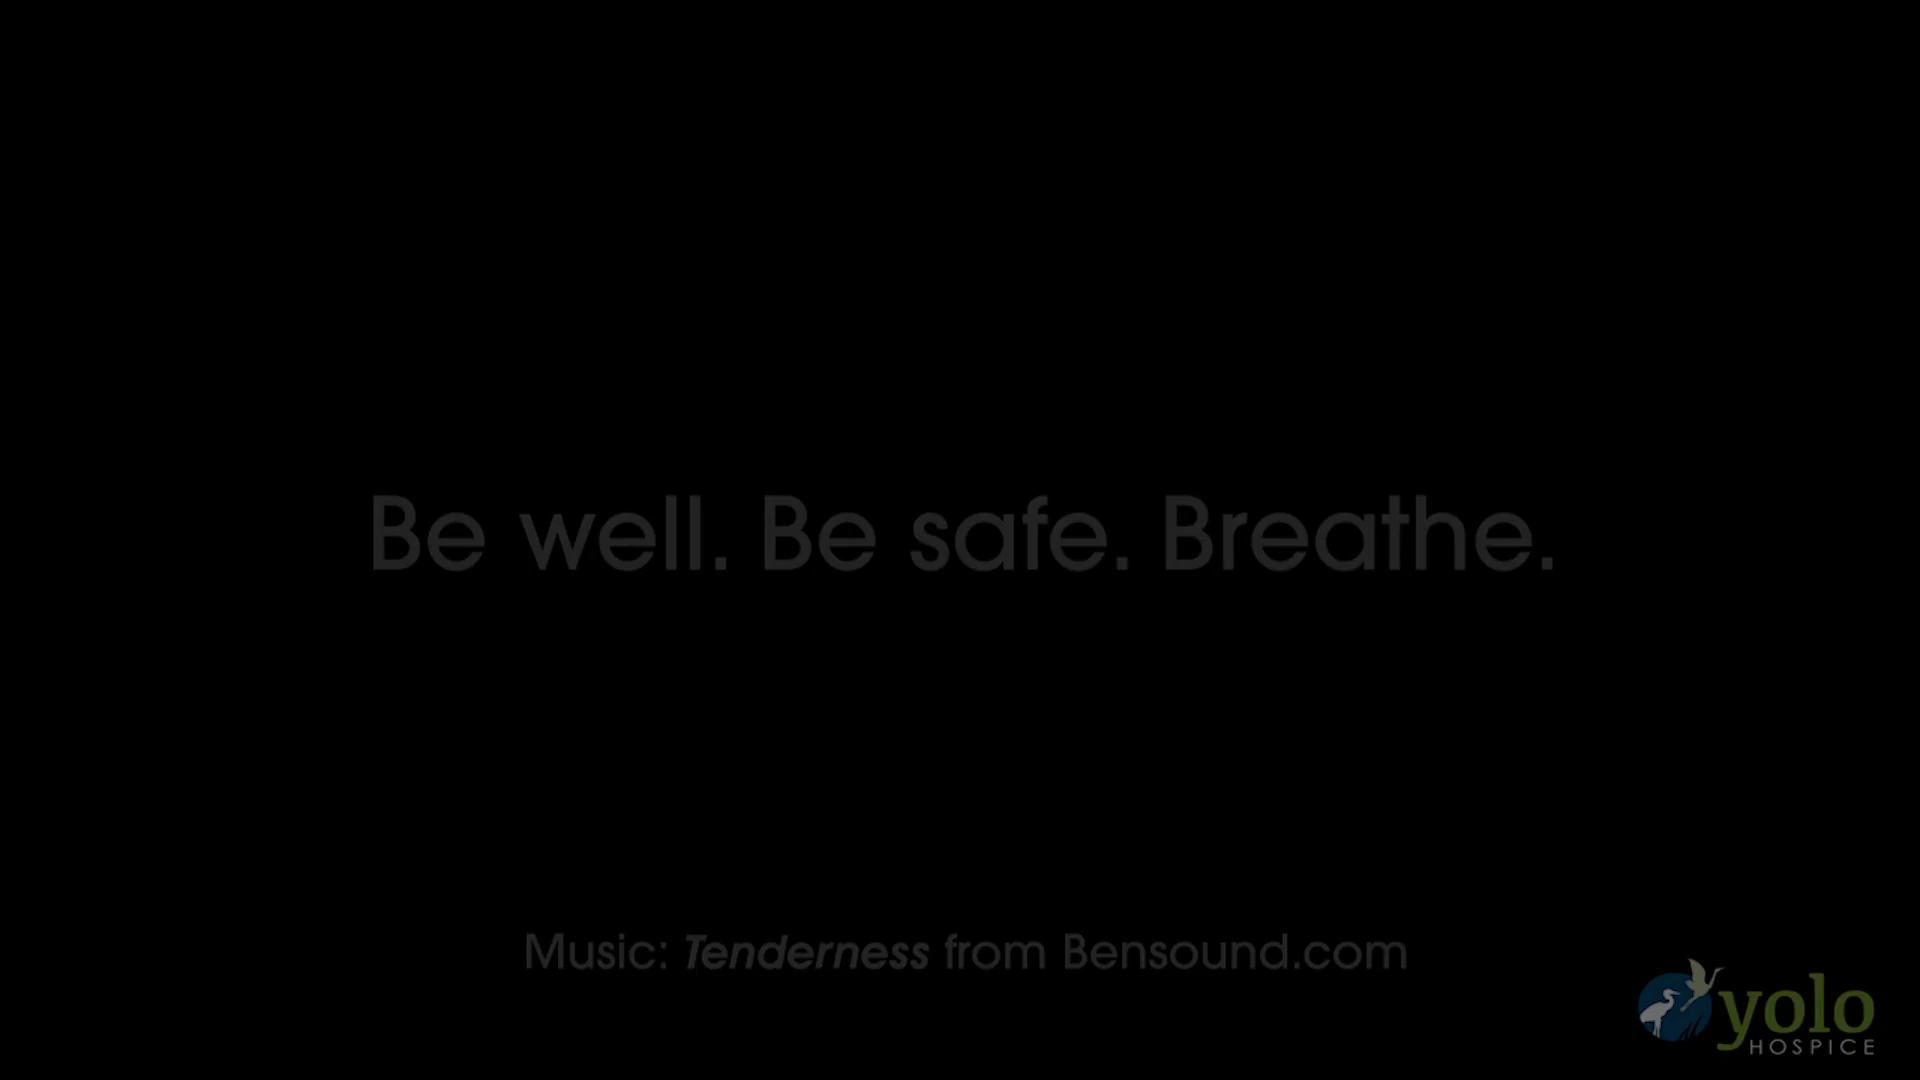 Be well. Be safe. Breathe.
Music: Tenderness from Bensound.com
yolo
HOSPICE